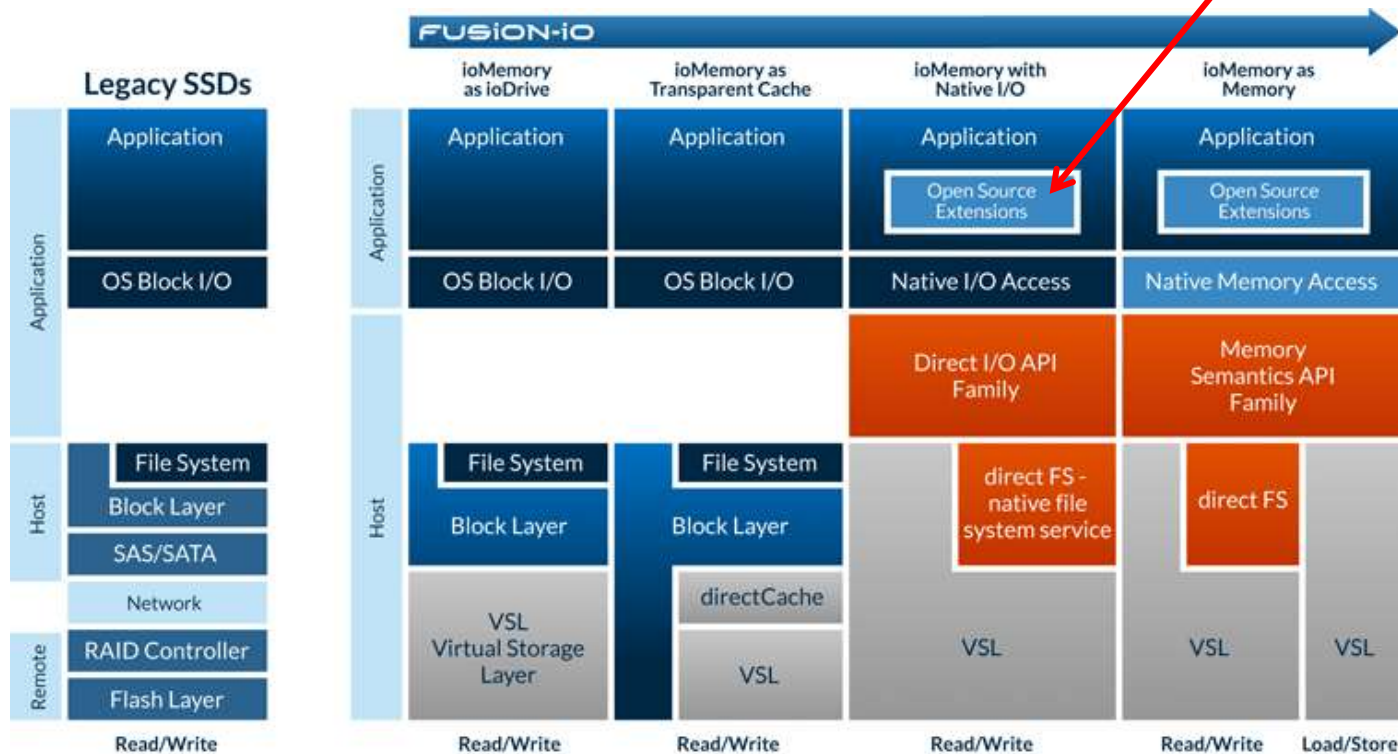 FUSiON-iO
Legacy SSDs
Application
Application
OS Block I/O
Host
File System
Block Layer
SAS/SATA
Network
Remote
RAID Controller
Flash Layer
Read/Write
Application
Host
ioMemory
as ioDrive
Application
OS Block I/O
File System
Block Layer
VSL
Virtual Storage
Layer
Read/Write
ioMemory as
Transparent Cache
Application
OS Block I/O
File System
Block Layer
directCache
VSL
Read/Write
ioMemory with
Native I/O
Application
Open Source
Extensions
Native I/O Access
Direct I/O API
Family
direct FS -
native file
system service
VSL
Read/Write
ioMemory as
Memory
Application
Open Source
Extensions
Native Memory Access
Memory
Semantics API
Family
direct FS
VSL
VSL
Read/Write
Load/Store